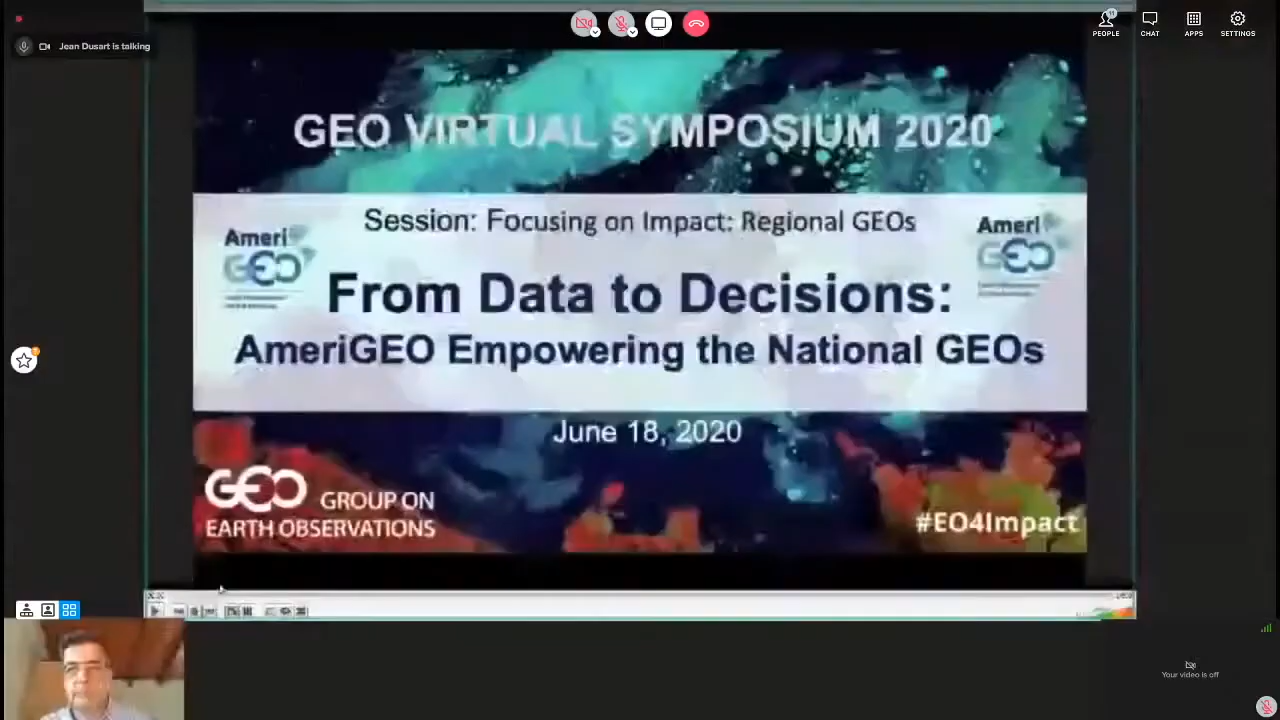 Jean Dusart is talking
11
PEOPLE
CHAT
APPS
SETTINGS
GEO VIRTUAL SYMPOSIUM 2020
Session: Focusing on Impact: Regional GEOs
Ameri
GEO
Ameri
GEO
From Data to Decisions:
AmeriGEO Empowering the National GEOs
June 18, 2020
GEO GROUP ON
EARTH OBSERVATIONS
#EO4Impact
Your video is off